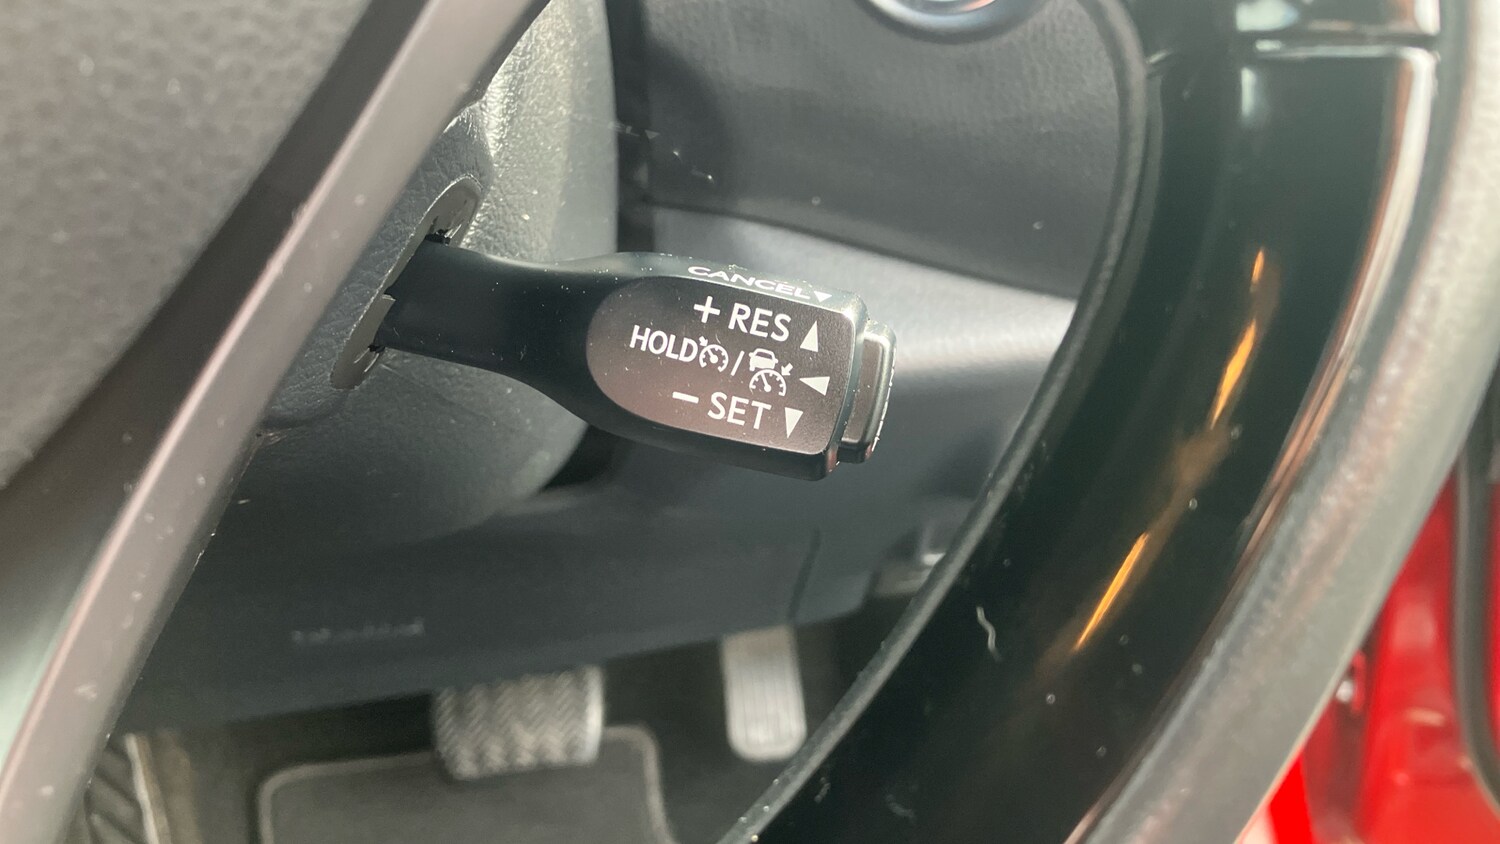 CANCEL▼
+ RES ▲
HOLD / ◀
− SET ▼